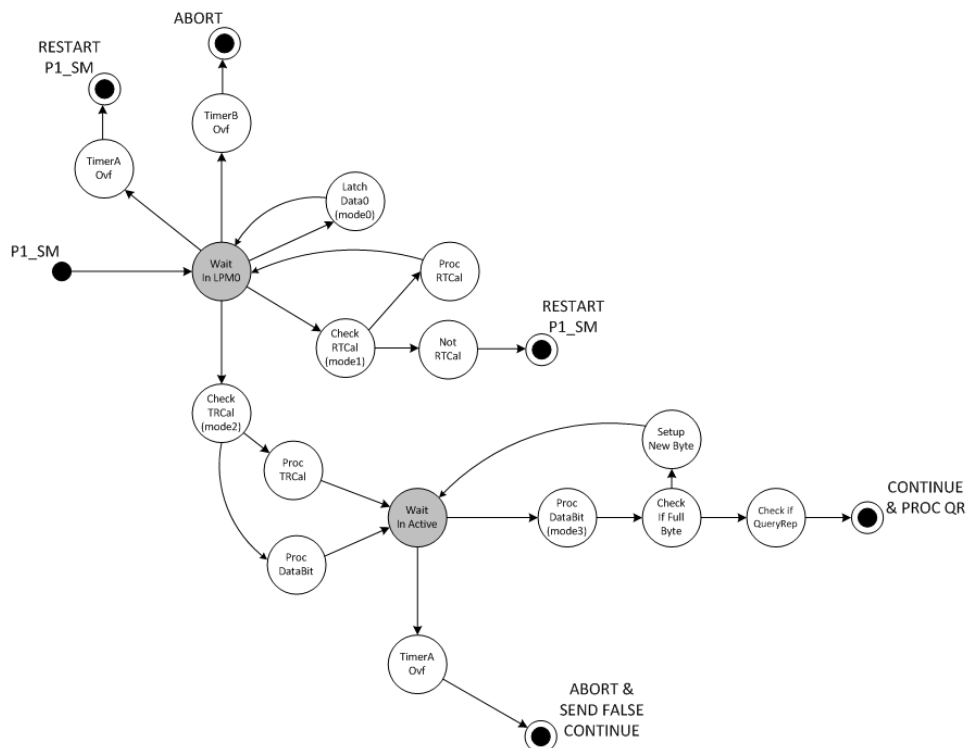 ABORT
RESTART
P1_SM
TimerB
Ovf
TimerA
Ovf
Latch
Data0
(mode0)
P1_SM
Wait
In LPM0
Proc
RTCal
RESTART
P1_SM
Check
RTCal
(mode1)
Not
RTCal
Check
TRCal
(mode2)
Proc
TRCal
Setup
New Byte
Wait
In Active
Proc
DataBit
(mode3)
Check
If Full
Byte
Check if
QueryRep
CONTINUE
& PROC QR
Proc
DataBit
TimerA
Ovf
ABORT &
SEND FALSE
CONTINUE